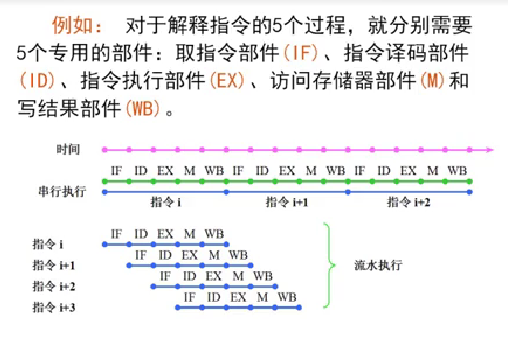 例如： 对于解释指令的5个过程，就分别需要
5个专用的部件：取指令部件(IF)、指令译码部件
(ID)、指令执行部件(EX)、访问存储器部件(M)和
写结果部件(WB)。
时间
IF ID EX M WB IF ID EX M WB IF ID EX M WB
串行执行
指令 i 指令 i+1 指令 i+2
IF ID EX M WB
指令 i
IF ID EX M WB
指令 i+1
流水执行
IF ID EX M WB
指令 i+2
IF ID EX M WB
指令 i+3